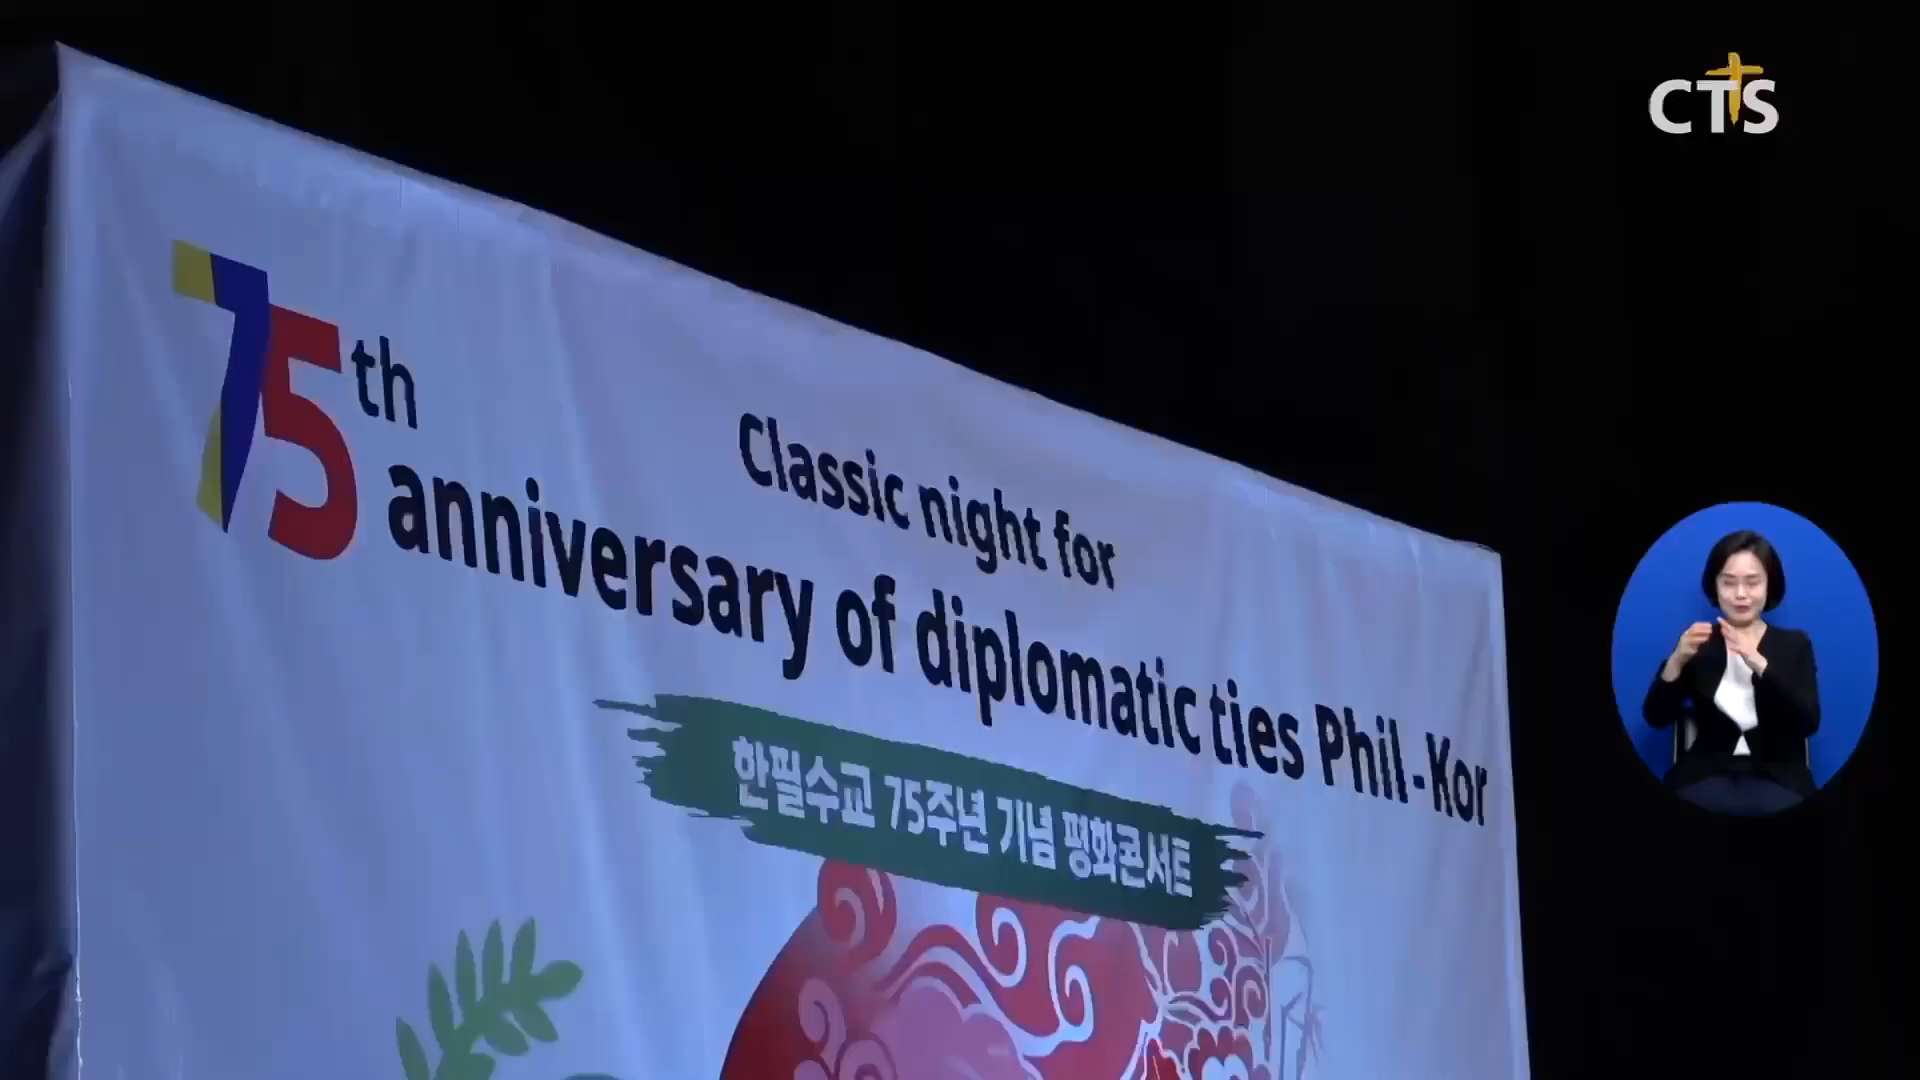 CTS
Classic night for
75th anniversary of diplomatic ties Phil-Kor
한필수교 75주년 기념 평화콘서트